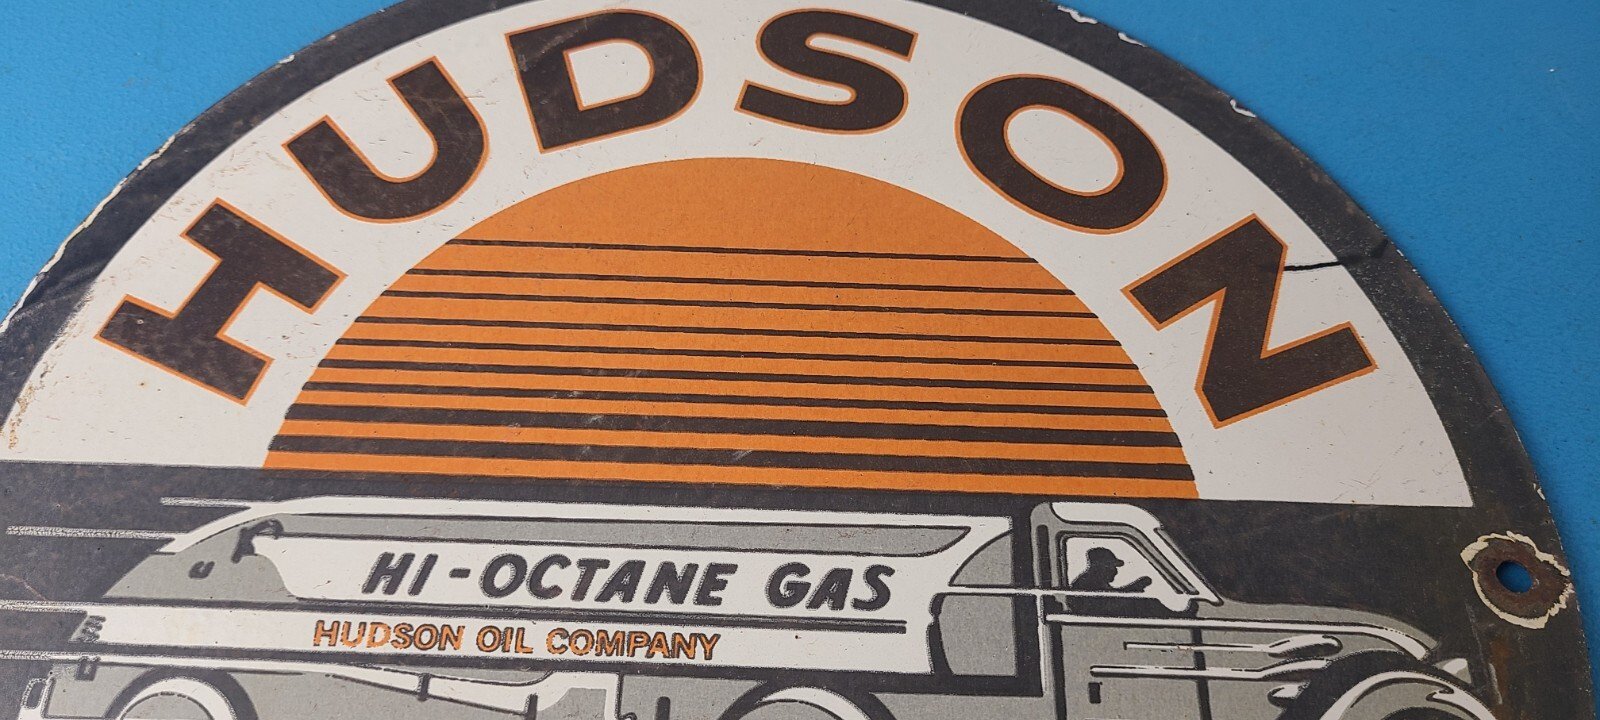 HUDSON
HI-OCTANE GAS
HUDSON OIL COMPANY